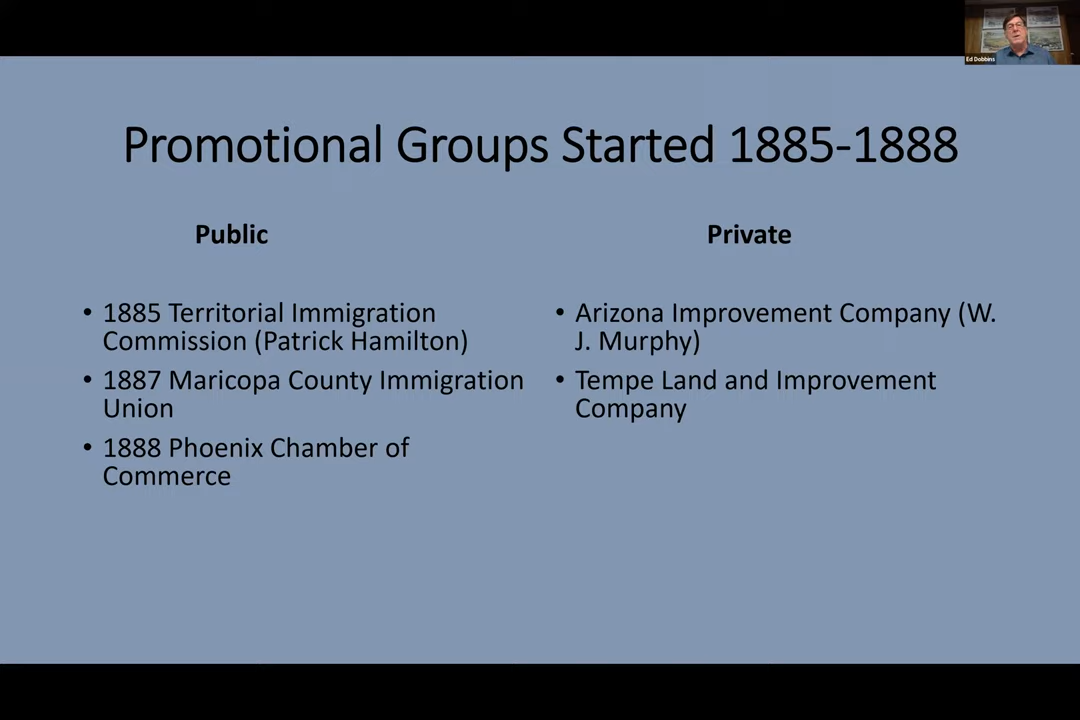 Ed Dobbins
Promotional Groups Started 1885-1888
Public
• 1885 Territorial Immigration
Commission (Patrick Hamilton)
• 1887 Maricopa County Immigration
Union
• 1888 Phoenix Chamber of
Commerce
Private
• Arizona Improvement Company (W.
J. Murphy)
• Tempe Land and Improvement
Company